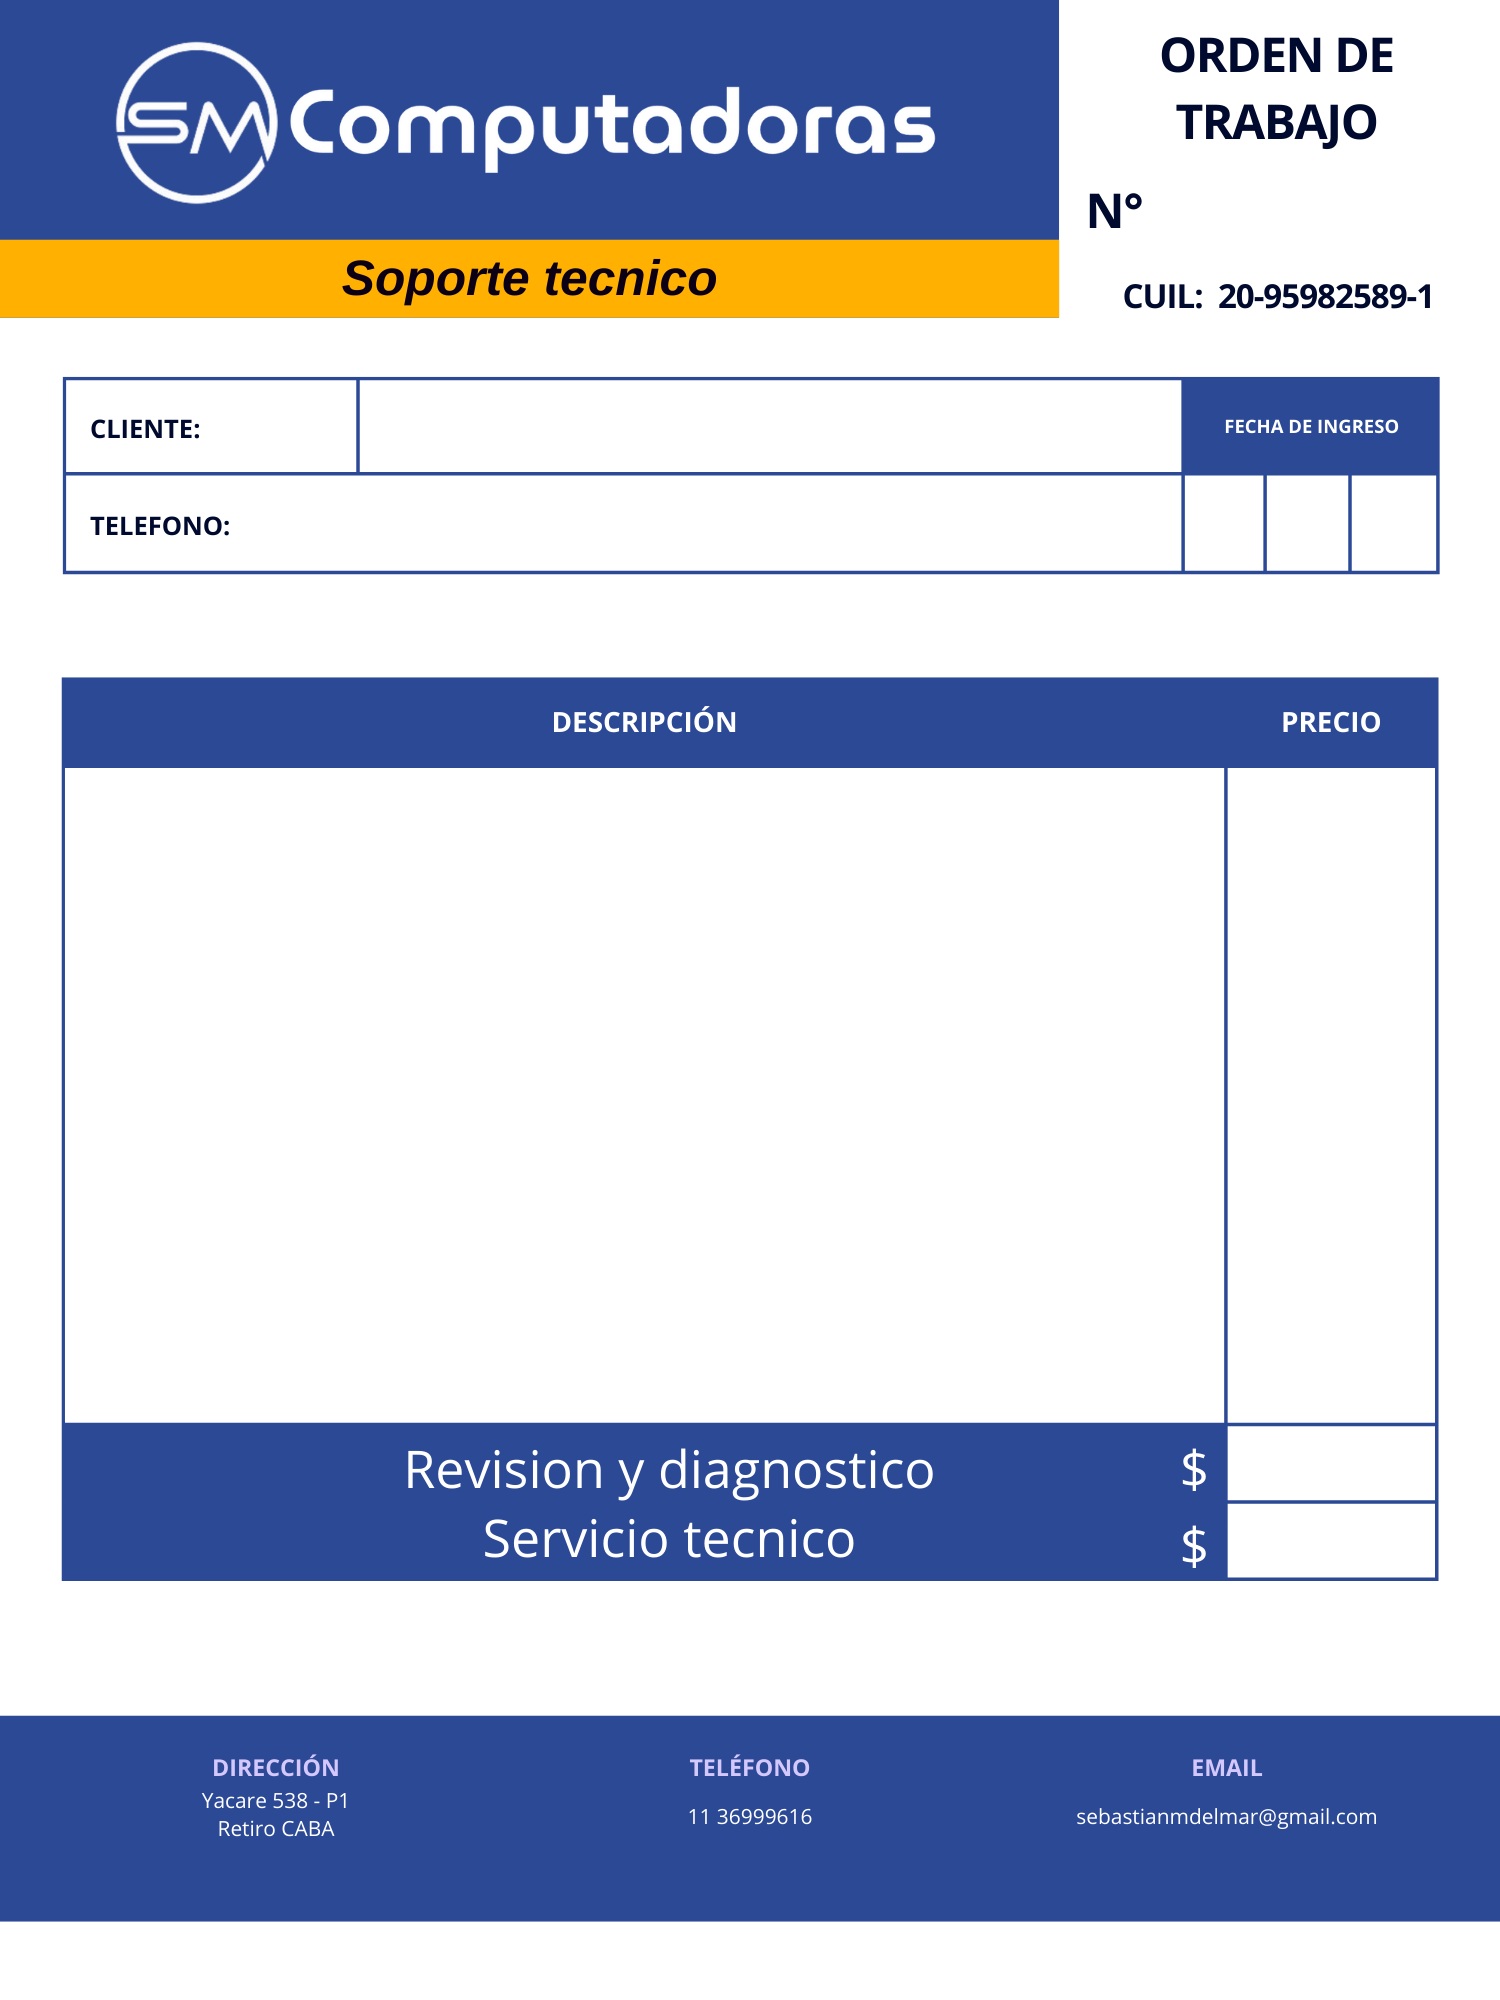 SM Computadoras
Soporte tecnico
ORDEN DE
TRABAJO
N°
CUIL: 20-95982589-1
CLIENTE:
FECHA DE INGRESO
TELEFONO:
DESCRIPCIÓN PRECIO
Revision y diagnostico $
Servicio tecnico $
DIRECCIÓN
Yacare 538 - P1
Retiro CABA
TELÉFONO
11 36999616
EMAIL
sebastianmdelmar@gmail.com